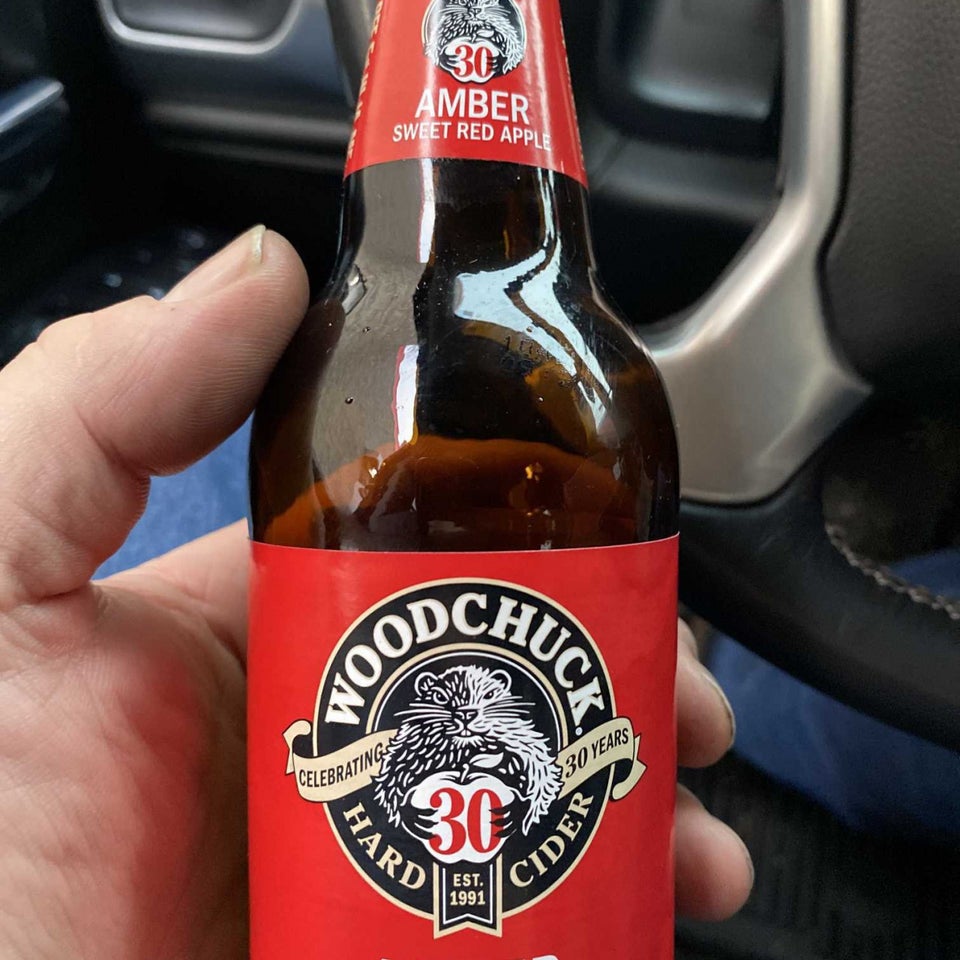 30
AMBER
SWEET RED APPLE
WOODCHUCK.
CELEBRATING
30 YEARS
30
HARD CIDER
EST.
1991